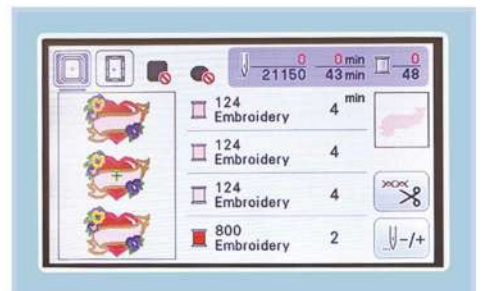 0 0 min 0
21150 43 min 48
124 4 min
Embroidery
124 4
Embroidery
124 4
Embroidery
800 2
Embroidery
-/+